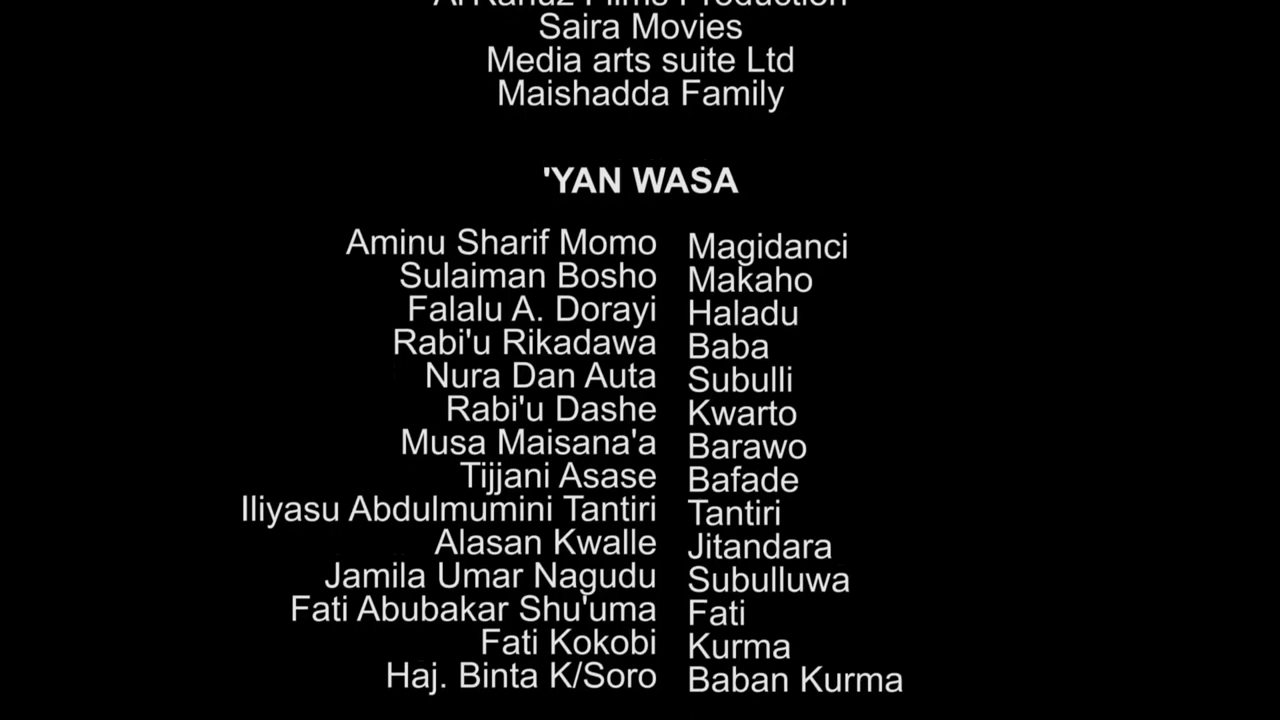 Films Production
Saira Movies
Media arts suite Ltd
Maishadda Family
'YAN WASA
Aminu Sharif Momo Magidanci
Sulaiman Bosho Makaho
Falalu A. Dorayi Haladu
Rabi'u Rikadawa Baba
Nura Dan Auta Subulli
Rabi'u Dashe Kwarto
Musa Maisana'a Barawo
Tijjani Asase Bafade
Iliyasu Abdulmumini Tantiri Tantiri
Alasan Kwalle Jitandara
Jamila Umar Nagudu Subulluwa
Fati Abubakar Shu'uma Fati
Fati Kokobi Kurma
Haj. Binta K/Soro Baban Kurma